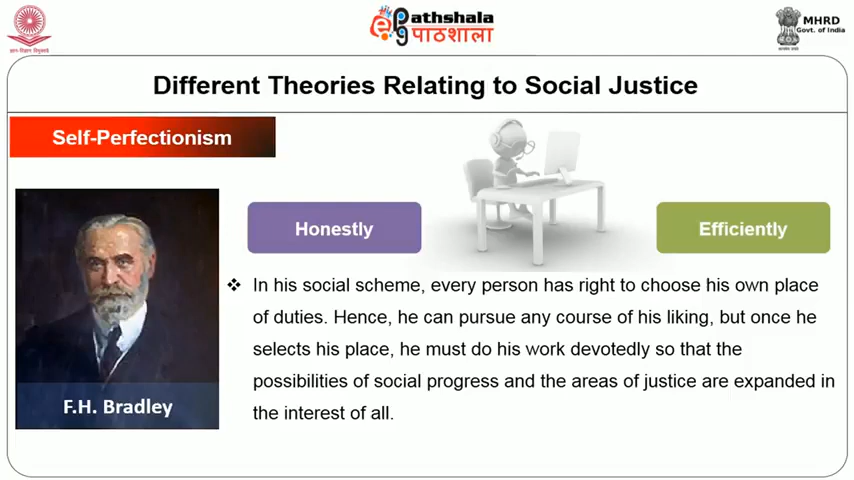 ज्ञान-विज्ञान विमुक्तये
Pathshala
पाठशाला
MHRD
Govt. of India
Different Theories Relating to Social Justice
Self-Perfectionism
Honestly
Efficiently
❖ In his social scheme, every person has right to choose his own place
of duties. Hence, he can pursue any course of his liking, but once he
selects his place, he must do his work devotedly so that the
possibilities of social progress and the areas of justice are expanded in
the interest of all.
F.H. Bradley